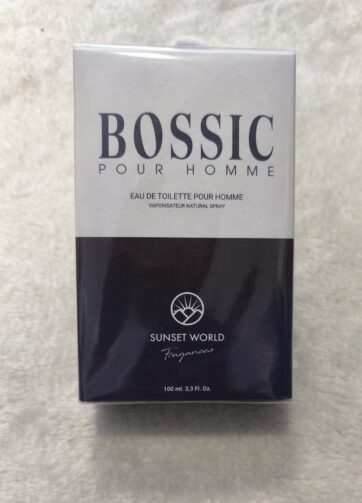 BOSSIC
POUR HOMME
EAU DE TOILETTE POUR HOMME
VAPORISATEUR NATURAL SPRAY
SUNSET WORLD
Fragances
100 ml. 3,3 Fl. Oz.